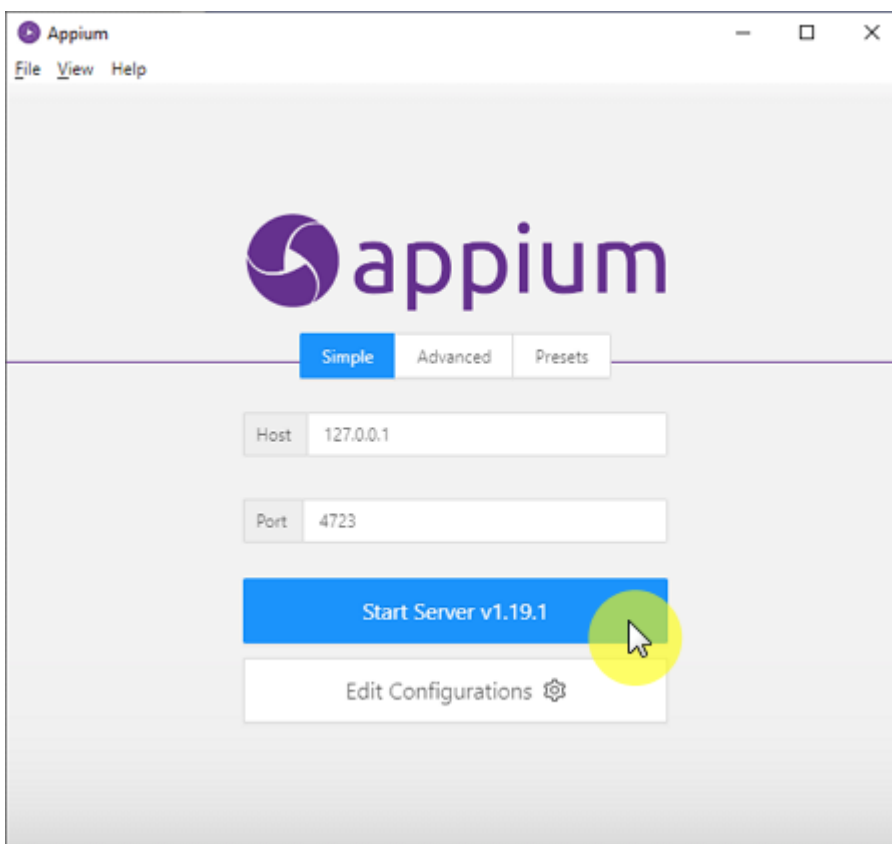 Appium
File View Help
appium
Simple Advanced Presets
Host 127.0.0.1
Port 4723
Start Server v1.19.1
Edit Configurations